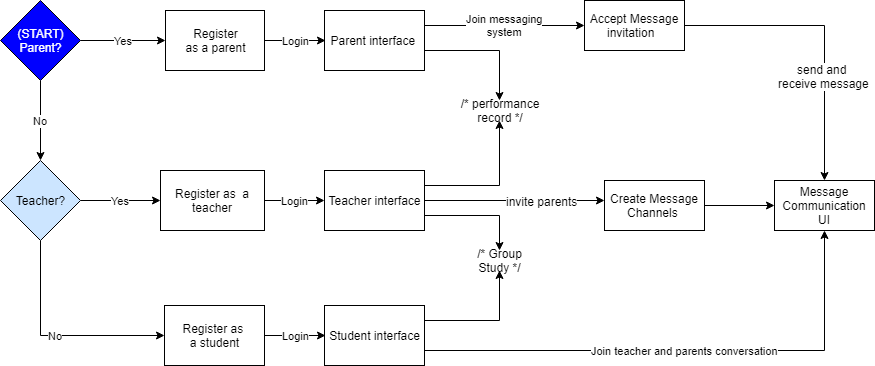 (START)
Parent?
Yes
Register
as a parent
Login
Parent interface
Join messaging
system
Accept Message
invitation
send and
receive message
/* performance
record */
No
Teacher?
Yes
Register as  a
teacher
Login
Teacher interface
invite parents
Create Message
Channels
Message
Communication
UI
/* Group
Study */
No
Register as
a student
Login
Student interface
Join teacher and parents conversation